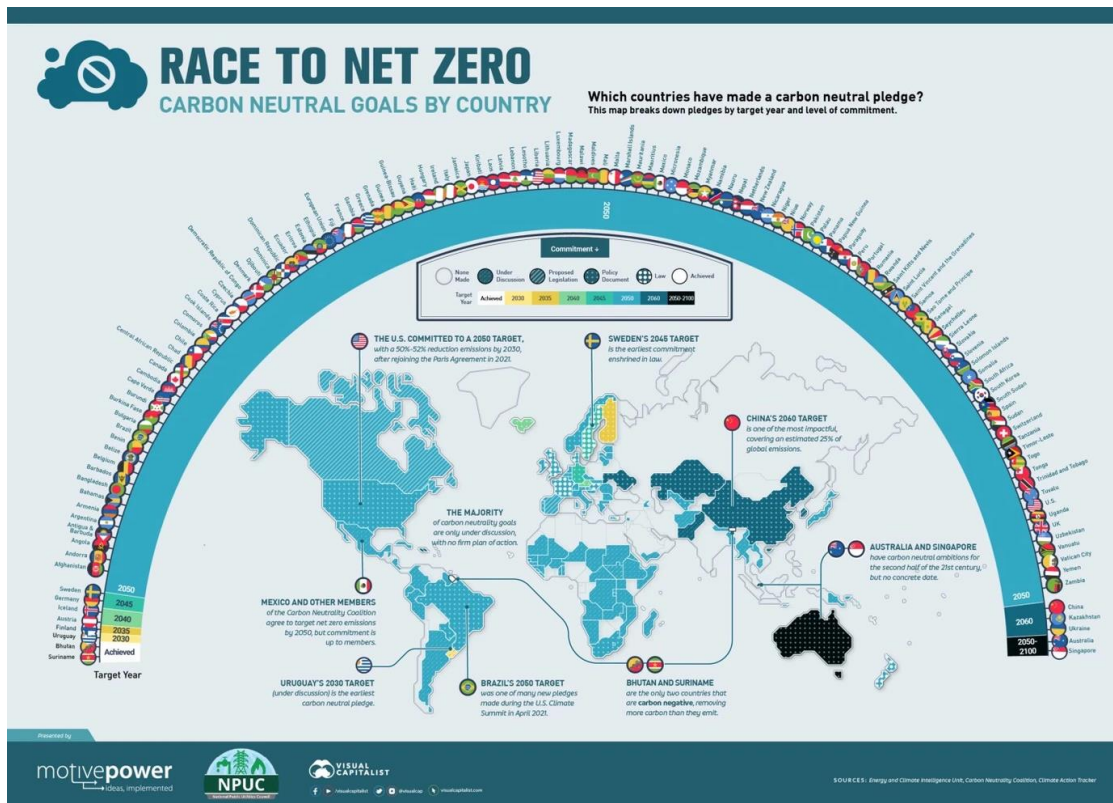 RACE TO NET ZERO
CARBON NEUTRAL GOALS BY COUNTRY
Which countries have made a carbon neutral pledge?
This map breaks down pledges by target year and level of commitment.
Suriname
Bhutan
Uruguay
Finland
Austria
Iceland
Germany
Sweden
Afghanistan
Andorra
Angola
Antigua &
Barbuda
Argentina
Armenia
Bahamas
Bangladesh
Barbados
Belgium
Belize
Benin
Brazil
Bulgaria
Burkina Faso
Burundi
Cape Verde
Cambodia
Canada
Central African Republic
Chad
Chile
Colombia
Comoros
Cook Islands
Costa Rica
Cyprus
Czechia
Democratic Republic of Congo
Denmark
Djibouti
Dominica
Dominican Republic
Ecuador
Eritrea
Estonia
Ethiopia
European Union
Fiji
France
Gambia
Greece
Grenada
Guinea
Guinea-Bissau
Guyana
Haiti
Hungary
Ireland
Italy
Jamaica
Japan
Kiribati
Laos
Latvia
Lebanon
Lesotho
Liberia
Lithuania
Luxembourg
Madagascar
Malawi
Maldives
Mali
Malta
Marshall Islands
Mauritania
Mauritius
Mexico
Micronesia
Monaco
Mozambique
Myanmar
Namibia
Nauru
Nepal
Netherlands
New Zealand
Nicaragua
Niger
Niue
Norway
Pakistan
Palau
Panama
Papua New Guinea
Paraguay
Peru
Portugal
Romania
Rwanda
Saint Kitts and Nevis
Saint Lucia
Saint Vincent and the Grenadines
Samoa
Sao Tome and Principe
Senegal
Seychelles
Sierra Leone
Slovakia
Slovenia
Solomon Islands
Somalia
South Africa
South Korea
South Sudan
Spain
Sudan
Switzerland
Tanzania
Timor-Leste
Togo
Tonga
Trinidad and Tobago
Tuvalu
U.S.
Uganda
UK
Uzbekistan
Vanuatu
Vatican City
Yemen
Zambia
China
Kazakhstan
Ukraine
Australia
Singapore
2050
Commitment
None
Made
Under
Discussion
Proposed
Legislation
Policy
Document
Law
Achieved
Target
Year
Achieved
2030
2035
2040
2045
2050
2060
2050-2100
THE U.S. COMMITTED TO A 2050 TARGET,
with a 50%-52% reduction emissions by 2030,
after rejoining the Paris Agreement in 2021.
SWEDEN'S 2045 TARGET
is the earliest commitment
enshrined in law.
CHINA'S 2060 TARGET
is one of the most impactful,
covering an estimated 25% of
global emissions.
THE MAJORITY
of carbon neutrality goals
are only under discussion,
with no firm plan of action.
AUSTRALIA AND SINGAPORE
have carbon neutral ambitions for
the second half of the 21st century,
but no concrete date.
MEXICO AND OTHER MEMBERS
of the Carbon Neutrality Coalition
agree to target net zero emissions
by 2050, but commitment is
up to members.
URUGUAY'S 2030 TARGET
(under discussion) is the earliest
carbon neutral pledge.
BRAZIL'S 2050 TARGET
was one of many new pledges
made during the U.S. Climate
Summit in April 2021.
BHUTAN AND SURINAME
are the only two countries that
are carbon negative, removing
more carbon than they emit.
2050
2045
2040
2035
2030
Achieved
Target Year
2050
2060
2050-
2100
Presented by
motivepower
ideas, implemented
NPUC
National Public Utilities Council
VISUAL
CAPITALIST
/visualcapitalist
@visualcap
visualcapitalist.com
SOURCES: Energy and Climate Intelligence Unit, Carbon Neutrality Coalition, Climate Action Tracker